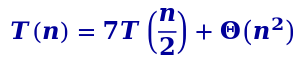 T(n) = 7T(n/2) + Θ(n²)